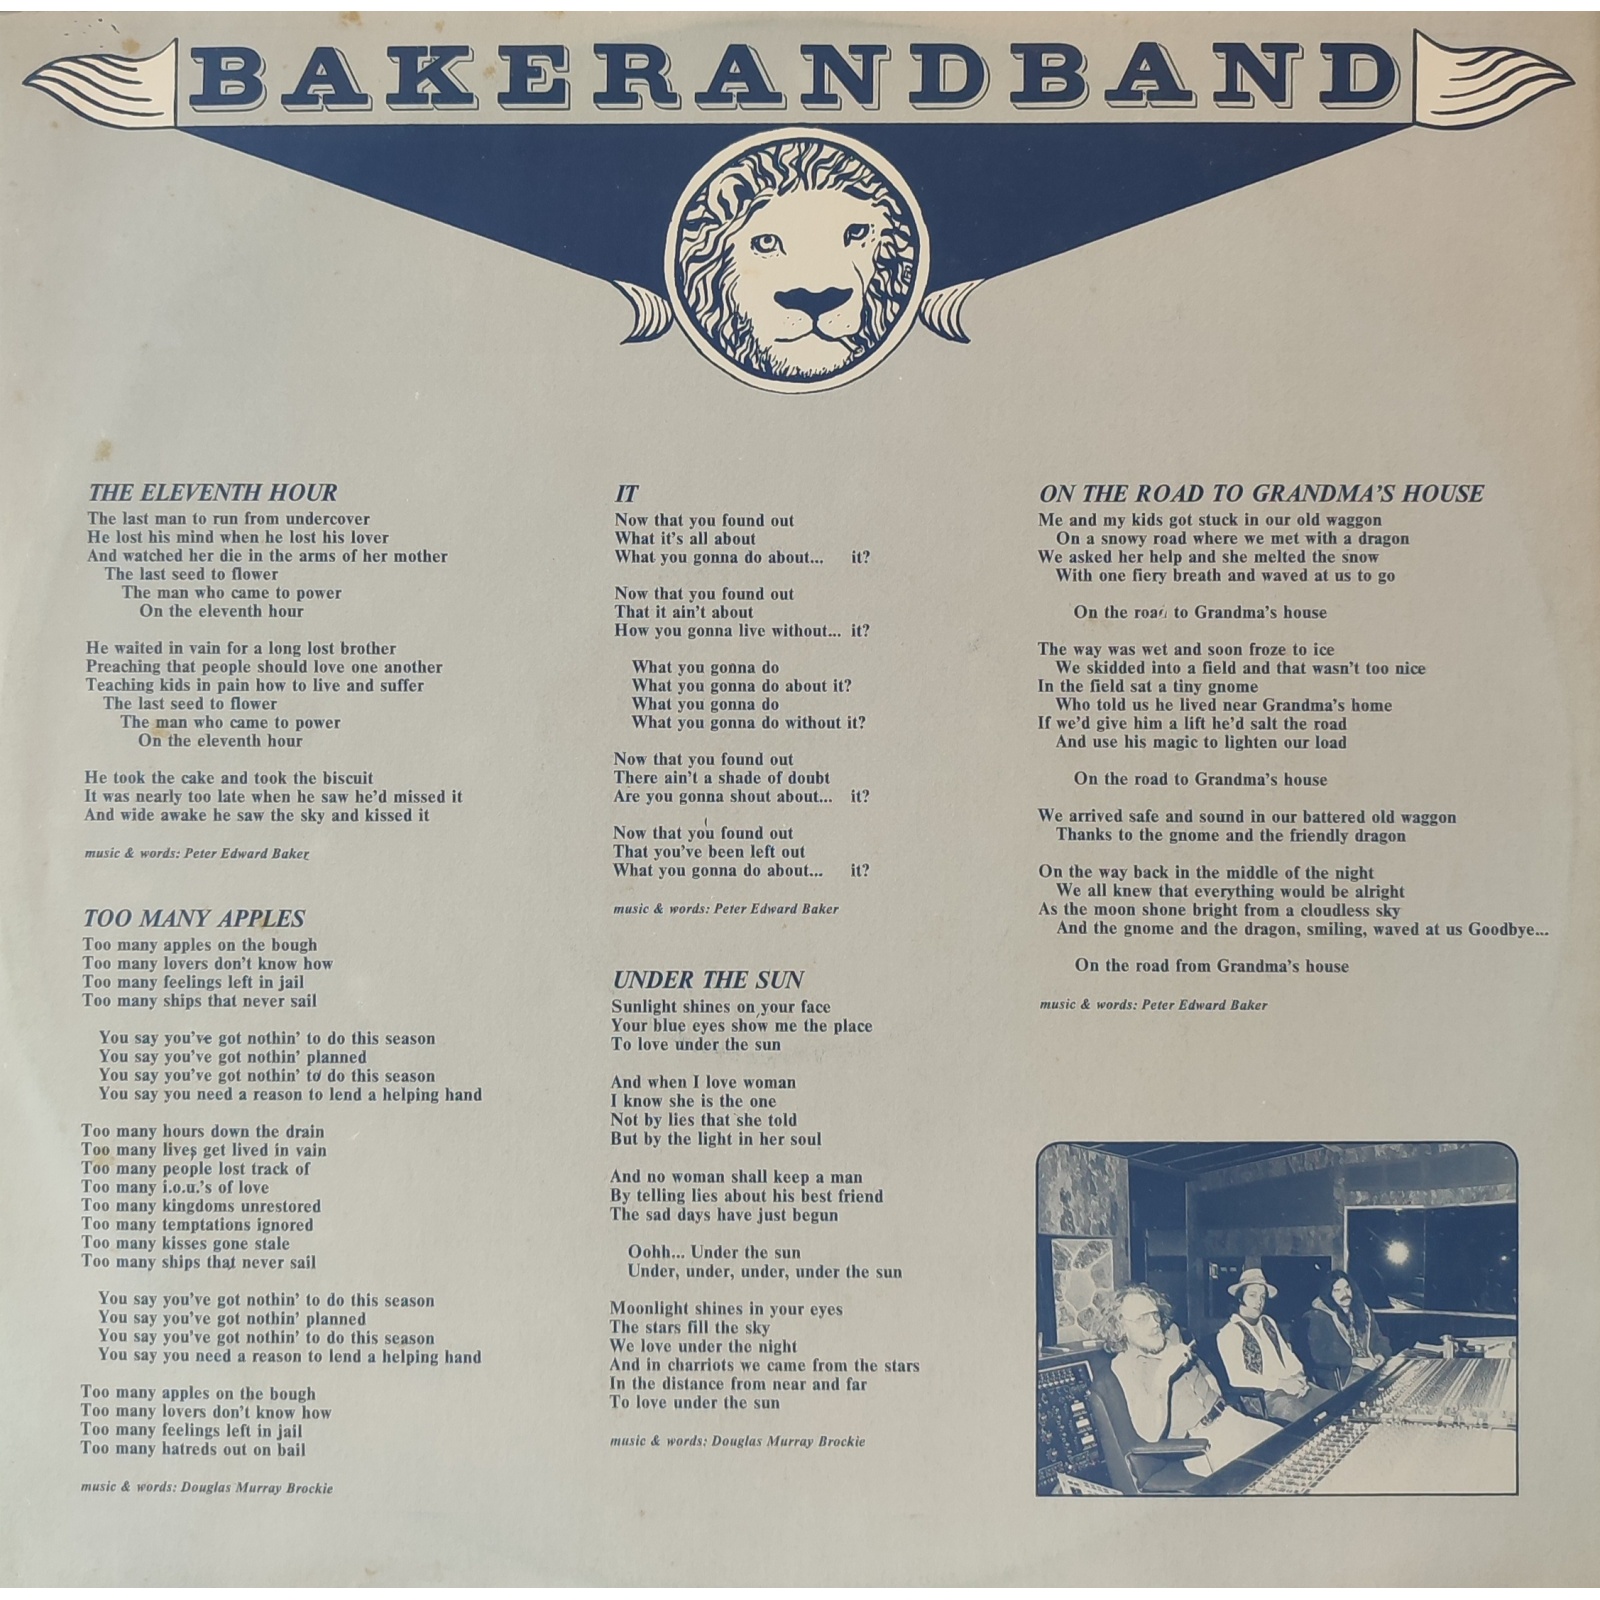 BAKERANDBAND
THE ELEVENTH HOUR
The last man to run from undercover
He lost his mind when he lost his lover
And watched her die in the arms of her mother
The last seed to flower
The man who came to power
On the eleventh hour
He waited in vain for a long lost brother
Preaching that people should love one another
Teaching kids in pain how to live and suffer
The last seed to flower
The man who came to power
On the eleventh hour
He took the cake and took the biscuit
It was nearly too late when he saw he'd missed it
And wide awake he saw the sky and kissed it
music & words: Peter Edward Baker
TOO MANY APPLES
Too many apples on the bough
Too many lovers don't know how
Too many feelings left in jail
Too many ships that never sail
You say you've got nothin' to do this season
You say you've got nothin' planned
You say you've got nothin' to do this season
You say you need a reason to lend a helping hand
Too many hours down the drain
Too many lives get lived in vain
Too many people lost track of
Too many i.o.u.'s of love
Too many kingdoms unrestored
Too many temptations ignored
Too many kisses gone stale
Too many ships that never sail
You say you've got nothin' to do this season
You say you've got nothin' planned
You say you've got nothin' to do this season
You say you need a reason to lend a helping hand
Too many apples on the bough
Too many lovers don't know how
Too many feelings left in jail
Too many hatreds out on bail
music & words: Douglas Murray Brockie
IT
Now that you found out
What it's all about
What you gonna do about... it?
Now that you found out
That it ain't about
How you gonna live without... it?
What you gonna do
What you gonna do about it?
What you gonna do
What you gonna do without it?
Now that you found out
There ain't a shade of doubt
Are you gonna shout about... it?
Now that you found out
That you've been left out
What you gonna do about... it?
music & words: Peter Edward Baker
UNDER THE SUN
Sunlight shines on your face
Your blue eyes show me the place
To love under the sun
And when I love woman
I know she is the one
Not by lies that she told
But by the light in her soul
And no woman shall keep a man
By telling lies about his best friend
The sad days have just begun
Oohh... Under the sun
Under, under, under, under the sun
Moonlight shines in your eyes
The stars fill the sky
We love under the night
And in charriots we came from the stars
In the distance from near and far
To love under the sun
music & words: Douglas Murray Brockie
ON THE ROAD TO GRANDMA'S HOUSE
Me and my kids got stuck in our old waggon
On a snowy road where we met with a dragon
We asked her help and she melted the snow
With one fiery breath and waved at us to go
On the road to Grandma's house
The way was wet and soon froze to ice
We skidded into a field and that wasn't too nice
In the field sat a tiny gnome
Who told us he lived near Grandma's home
If we'd give him a lift he'd salt the road
And use his magic to lighten our load
On the road to Grandma's house
We arrived safe and sound in our battered old waggon
Thanks to the gnome and the friendly dragon
On the way back in the middle of the night
We all knew that everything would be alright
As the moon shone bright from a cloudless sky
And the gnome and the dragon, smiling, waved at us Goodbye...
On the road from Grandma's house
music & words: Peter Edward Baker